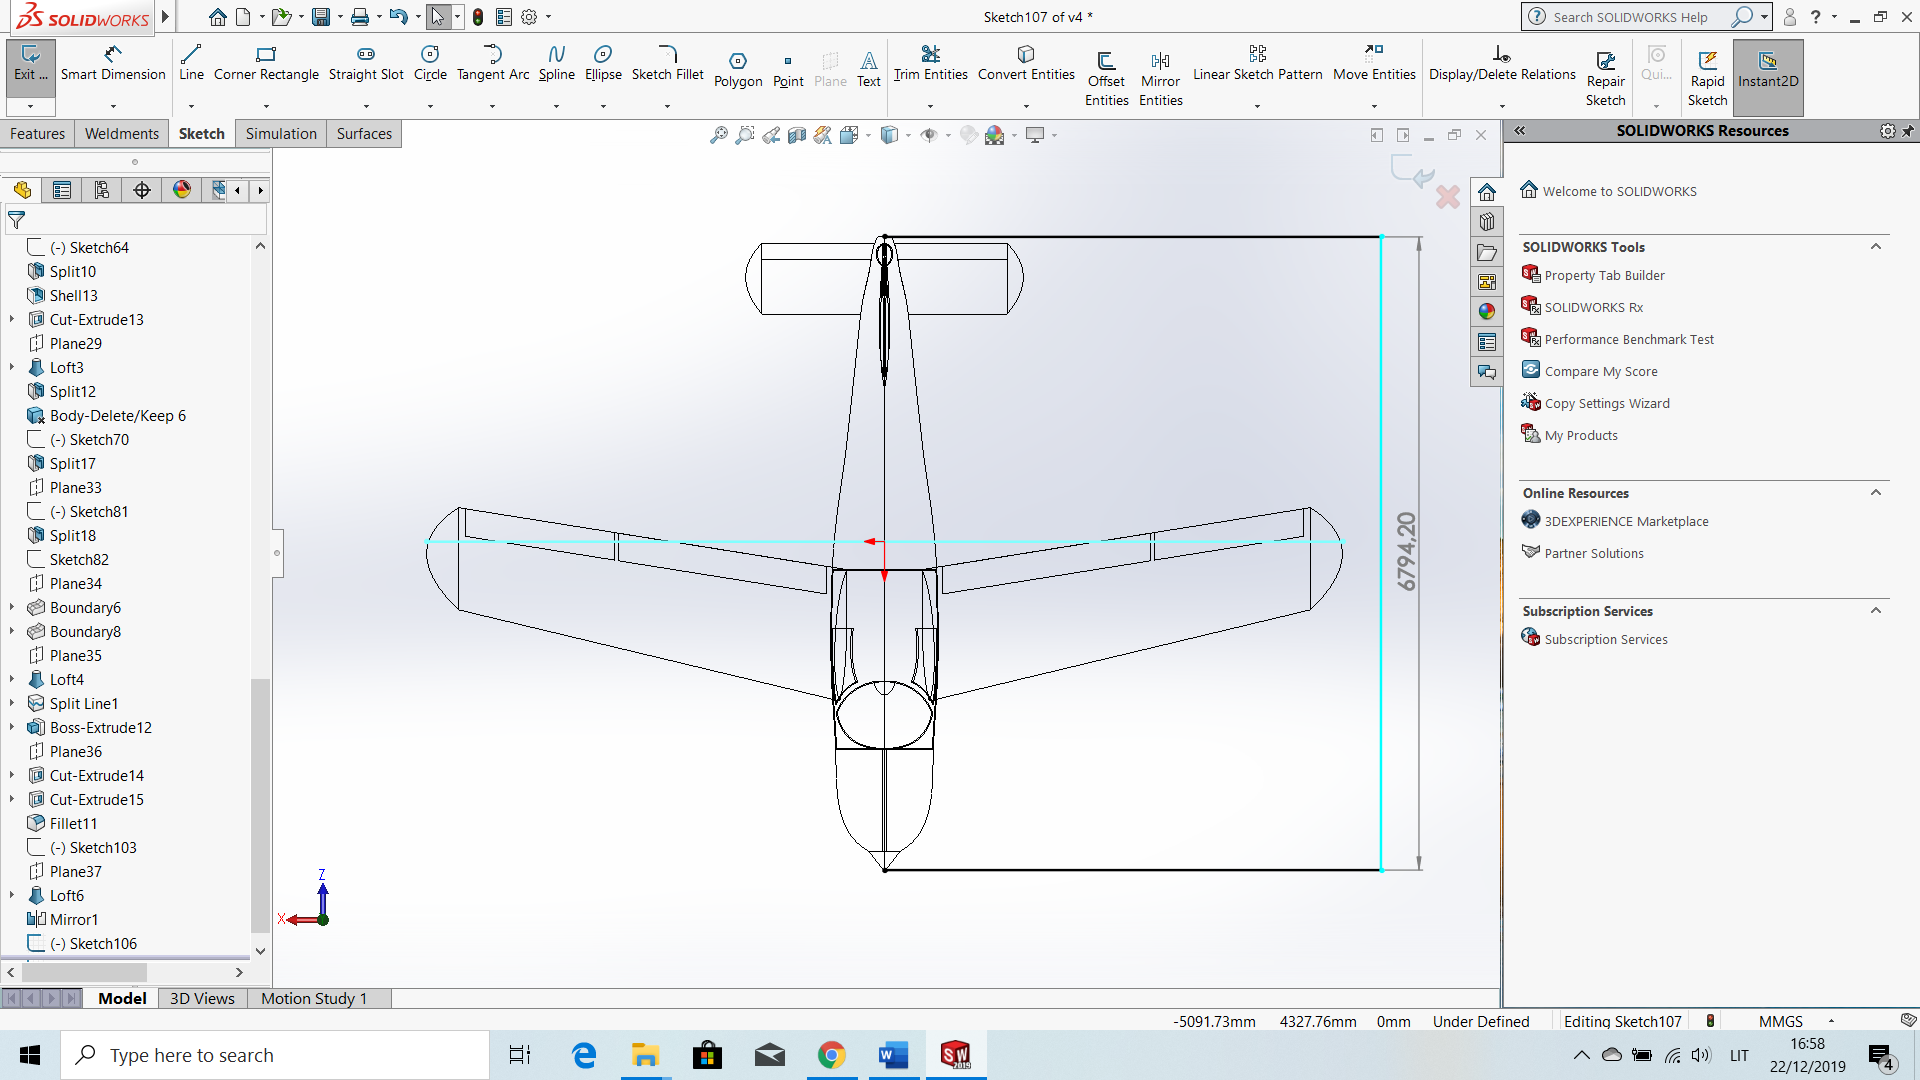 SOLIDWORKS
Sketch107 of v4 *
Search SOLIDWORKS Help
?
Exit ...
Smart Dimension
Line
Corner Rectangle
Straight Slot
Circle
Tangent Arc
Spline
Ellipse
Sketch Fillet
Polygon
Point
Plane
Text
Trim Entities
Convert Entities
Offset Entities
Mirror Entities
Linear Sketch Pattern
Move Entities
Display/Delete Relations
Repair Sketch
Qui...
Rapid Sketch
Instant2D
Features
Weldments
Sketch
Simulation
Surfaces
(-) Sketch64
Split10
Shell13
Cut-Extrude13
Plane29
Loft3
Split12
Body-Delete/Keep 6
(-) Sketch70
Split17
Plane33
(-) Sketch81
Split18
Sketch82
Plane34
Boundary6
Boundary8
Plane35
Loft4
Split Line1
Boss-Extrude12
Plane36
Cut-Extrude14
Cut-Extrude15
Fillet11
(-) Sketch103
Plane37
Loft6
Mirror1
(-) Sketch106
Z
X
6794,20
SOLIDWORKS Resources
Welcome to SOLIDWORKS
SOLIDWORKS Tools
Property Tab Builder
SOLIDWORKS Rx
Performance Benchmark Test
Compare My Score
Copy Settings Wizard
My Products
Online Resources
3DEXPERIENCE Marketplace
Partner Solutions
Subscription Services
Subscription Services
Model
3D Views
Motion Study 1
-5091.73mm
4327.76mm
0mm
Under Defined
Editing Sketch107
MMGS
Type here to search
LIT
16:58
22/12/2019
4